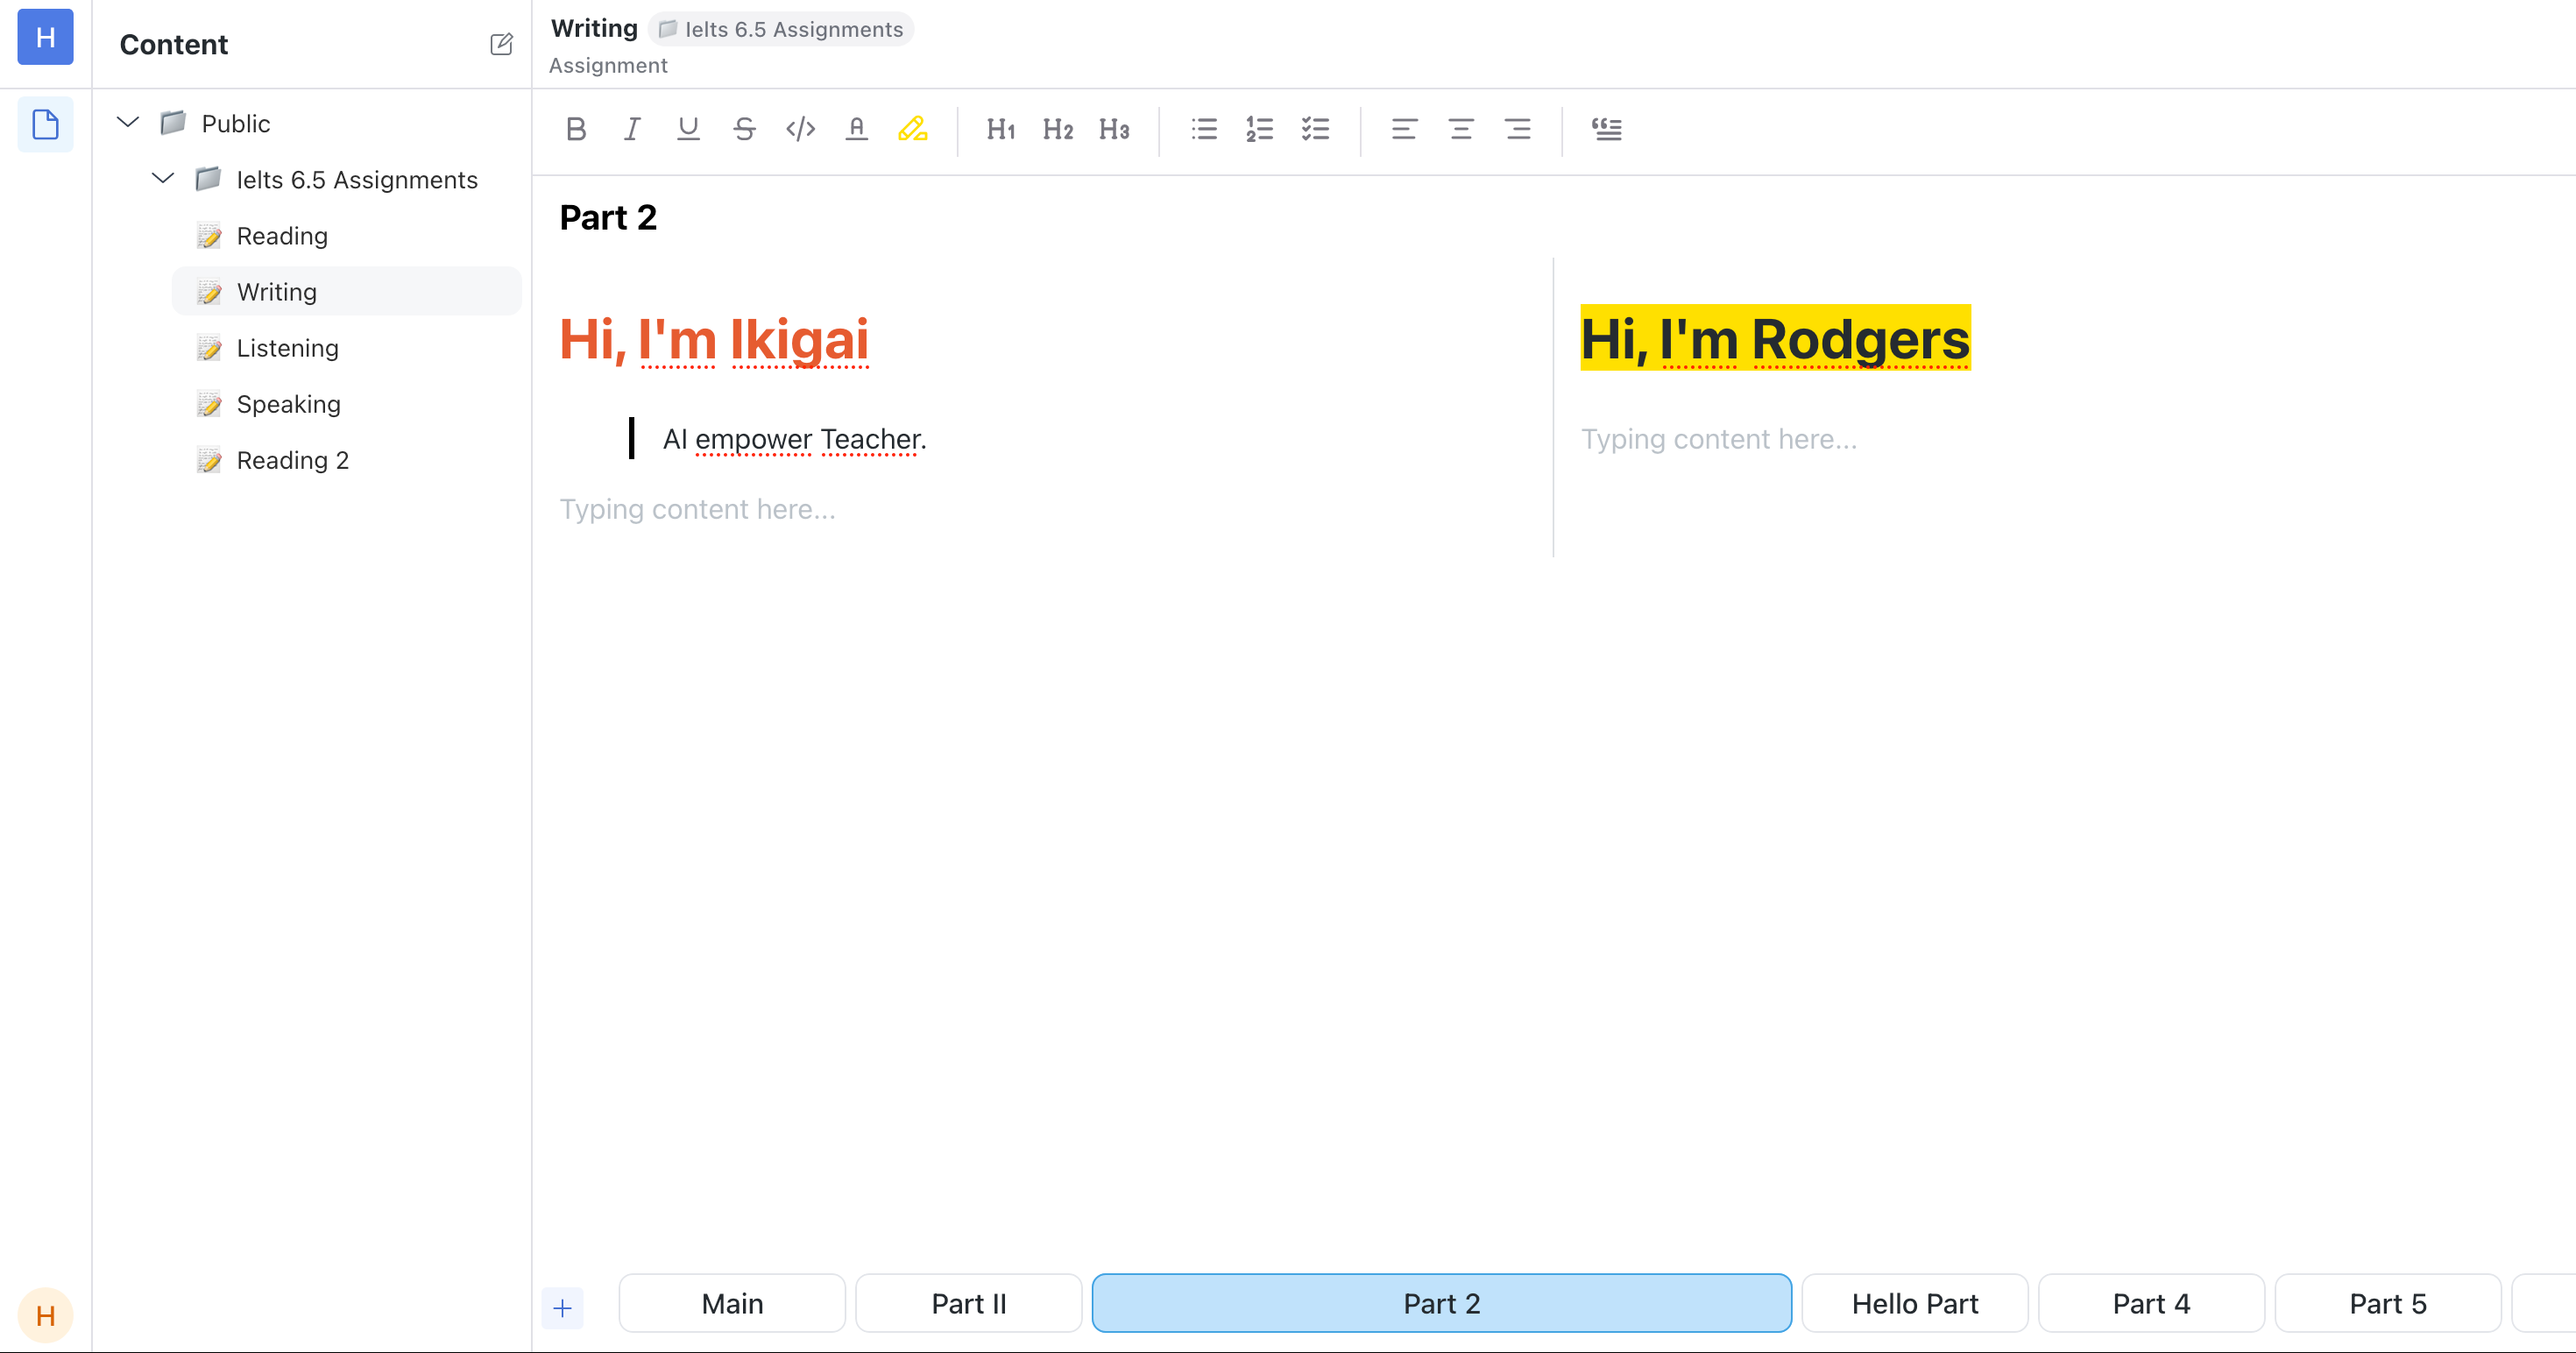 H
Content
Writing Ielts 6.5 Assignments
Assignment
Public
Ielts 6.5 Assignments
Reading
Writing
Listening
Speaking
Reading 2
B I U S </> A H1 H2 H3
Part 2
Hi, I'm Ikigai
AI empower Teacher.
Typing content here...
Hi, I'm Rodgers
Typing content here...
H
+ Main Part II Part 2 Hello Part Part 4 Part 5